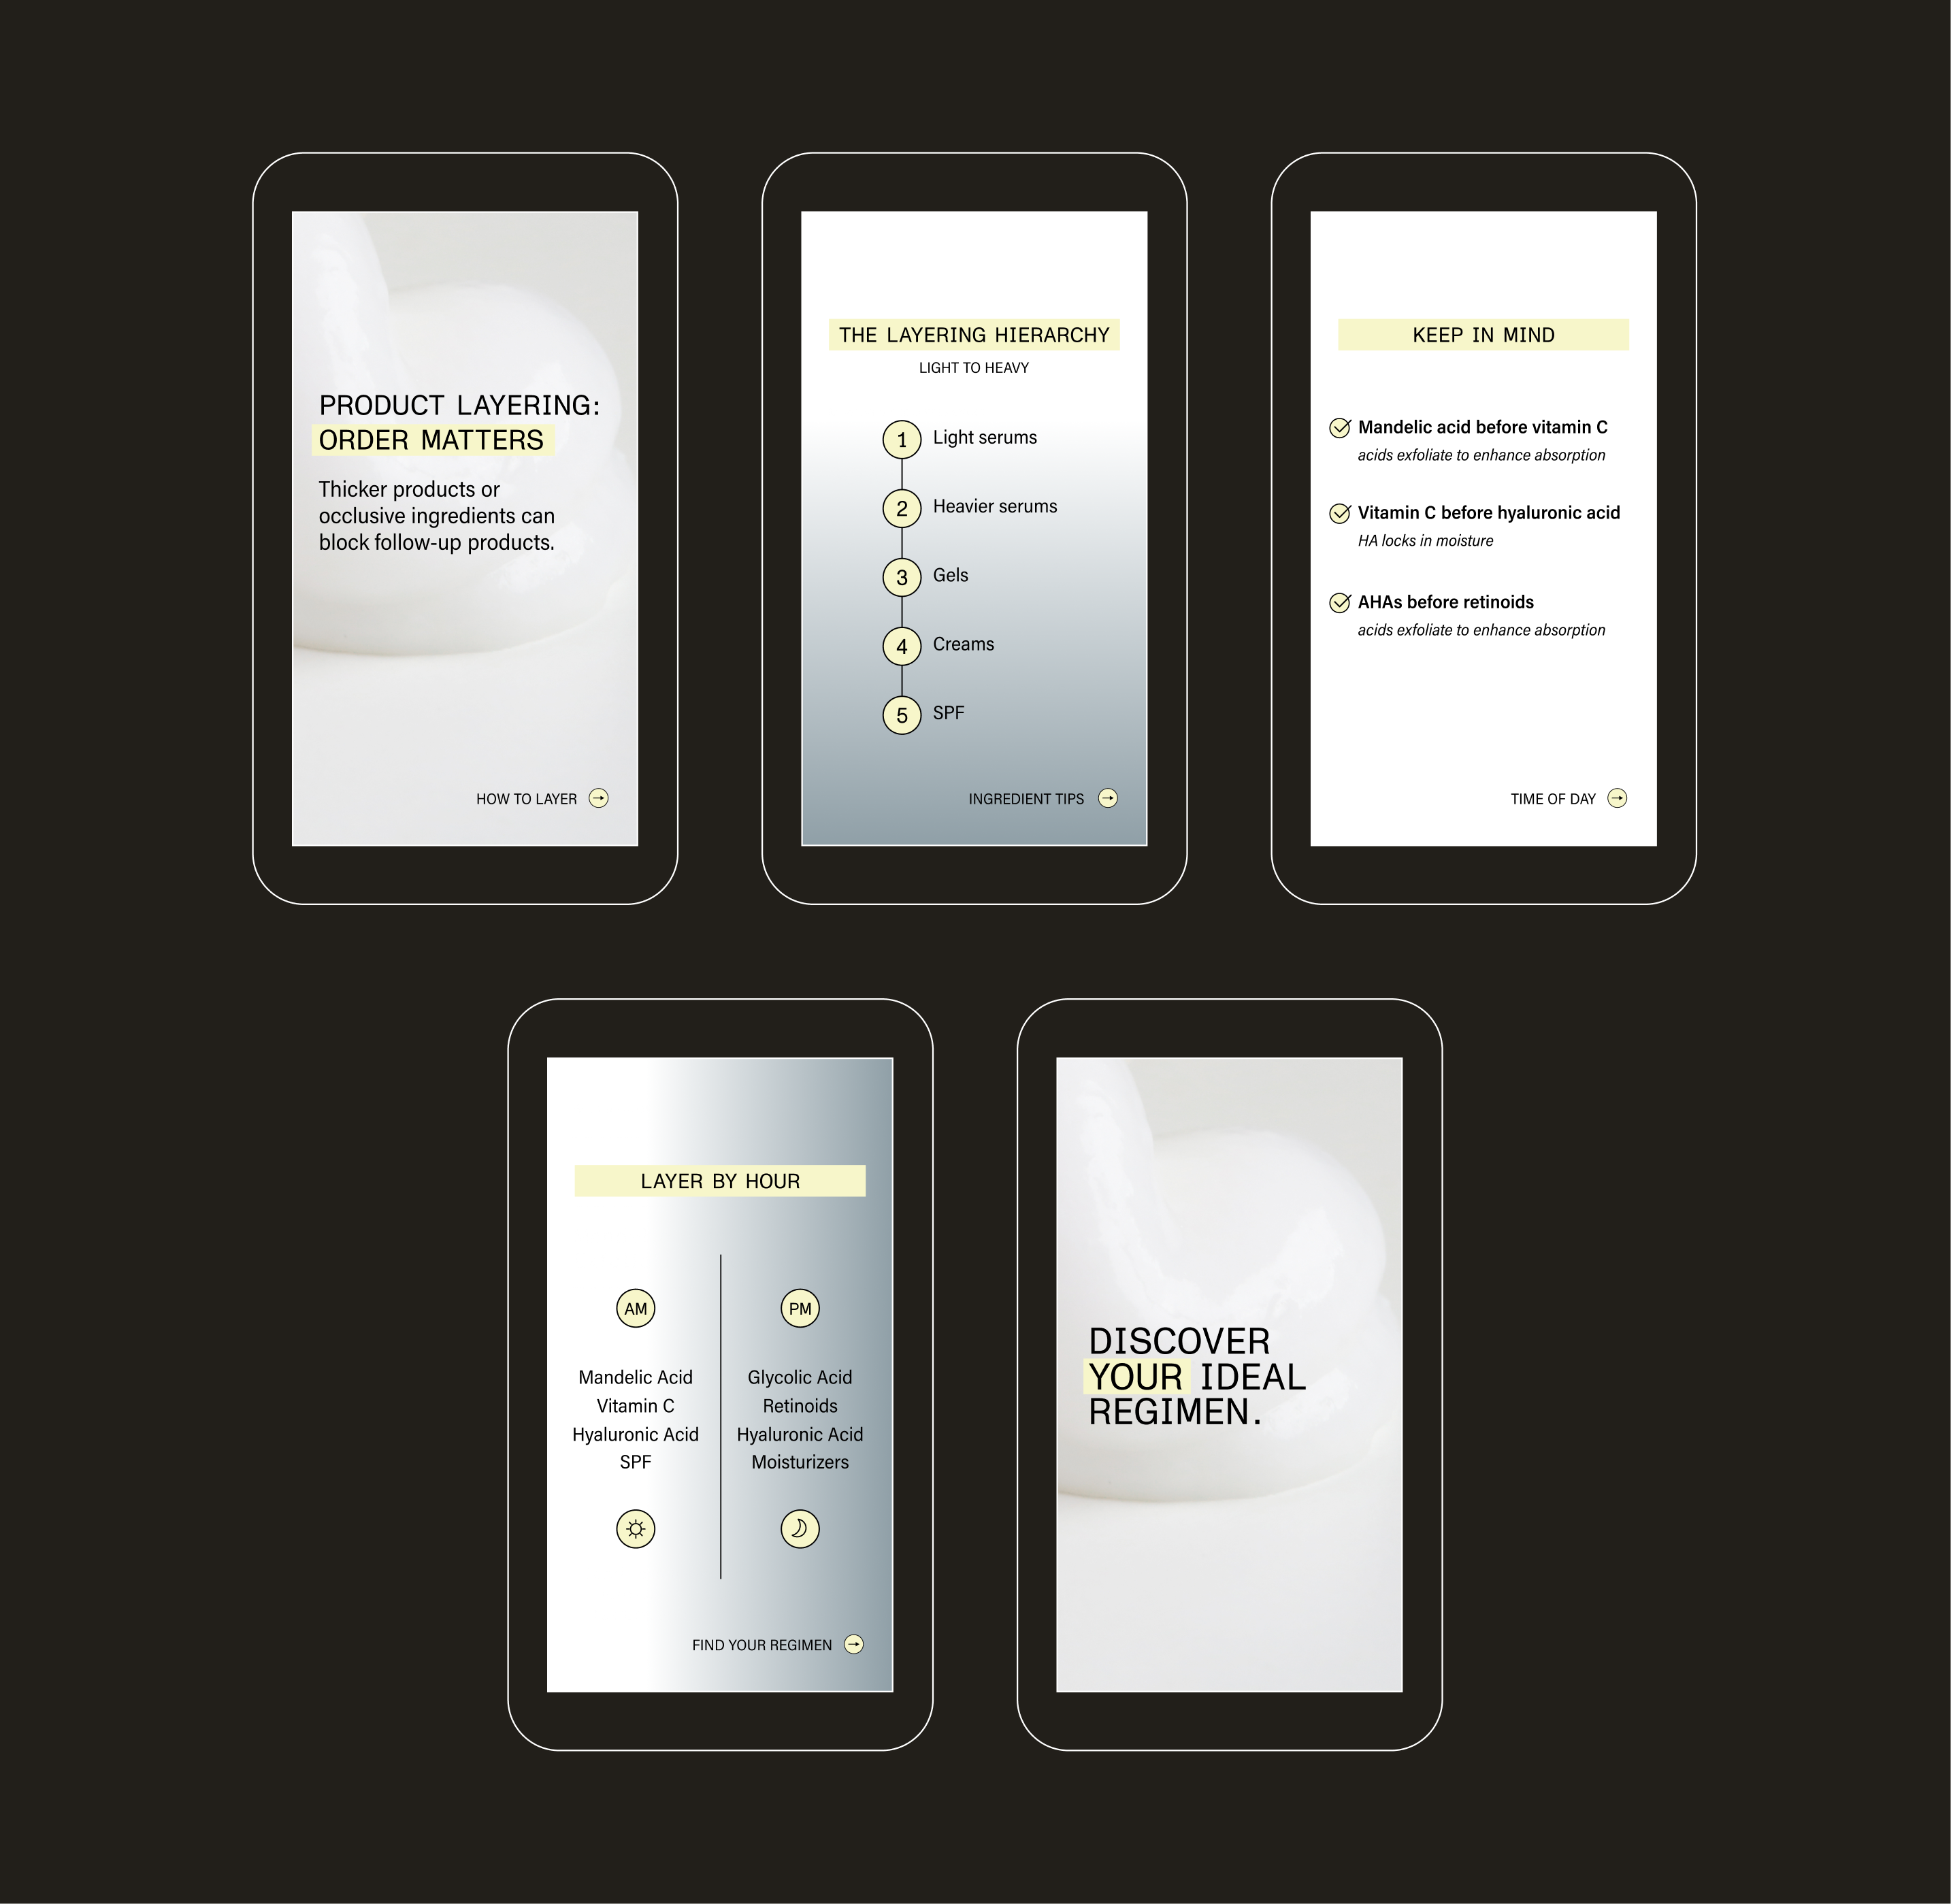 PRODUCT LAYERING:
ORDER MATTERS
Thicker products or
occlusive ingredients can
block follow-up products.
HOW TO LAYER
THE LAYERING HIERARCHY
LIGHT TO HEAVY
1 Light serums
2 Heavier serums
3 Gels
4 Creams
5 SPF
INGREDIENT TIPS
KEEP IN MIND
Mandelic acid before vitamin C
acids exfoliate to enhance absorption
Vitamin C before hyaluronic acid
HA locks in moisture
AHAs before retinoids
acids exfoliate to enhance absorption
TIME OF DAY
LAYER BY HOUR
AM
Mandelic Acid
Vitamin C
Hyaluronic Acid
SPF
PM
Glycolic Acid
Retinoids
Hyaluronic Acid
Moisturizers
FIND YOUR REGIMEN
DISCOVER
YOUR IDEAL
REGIMEN.